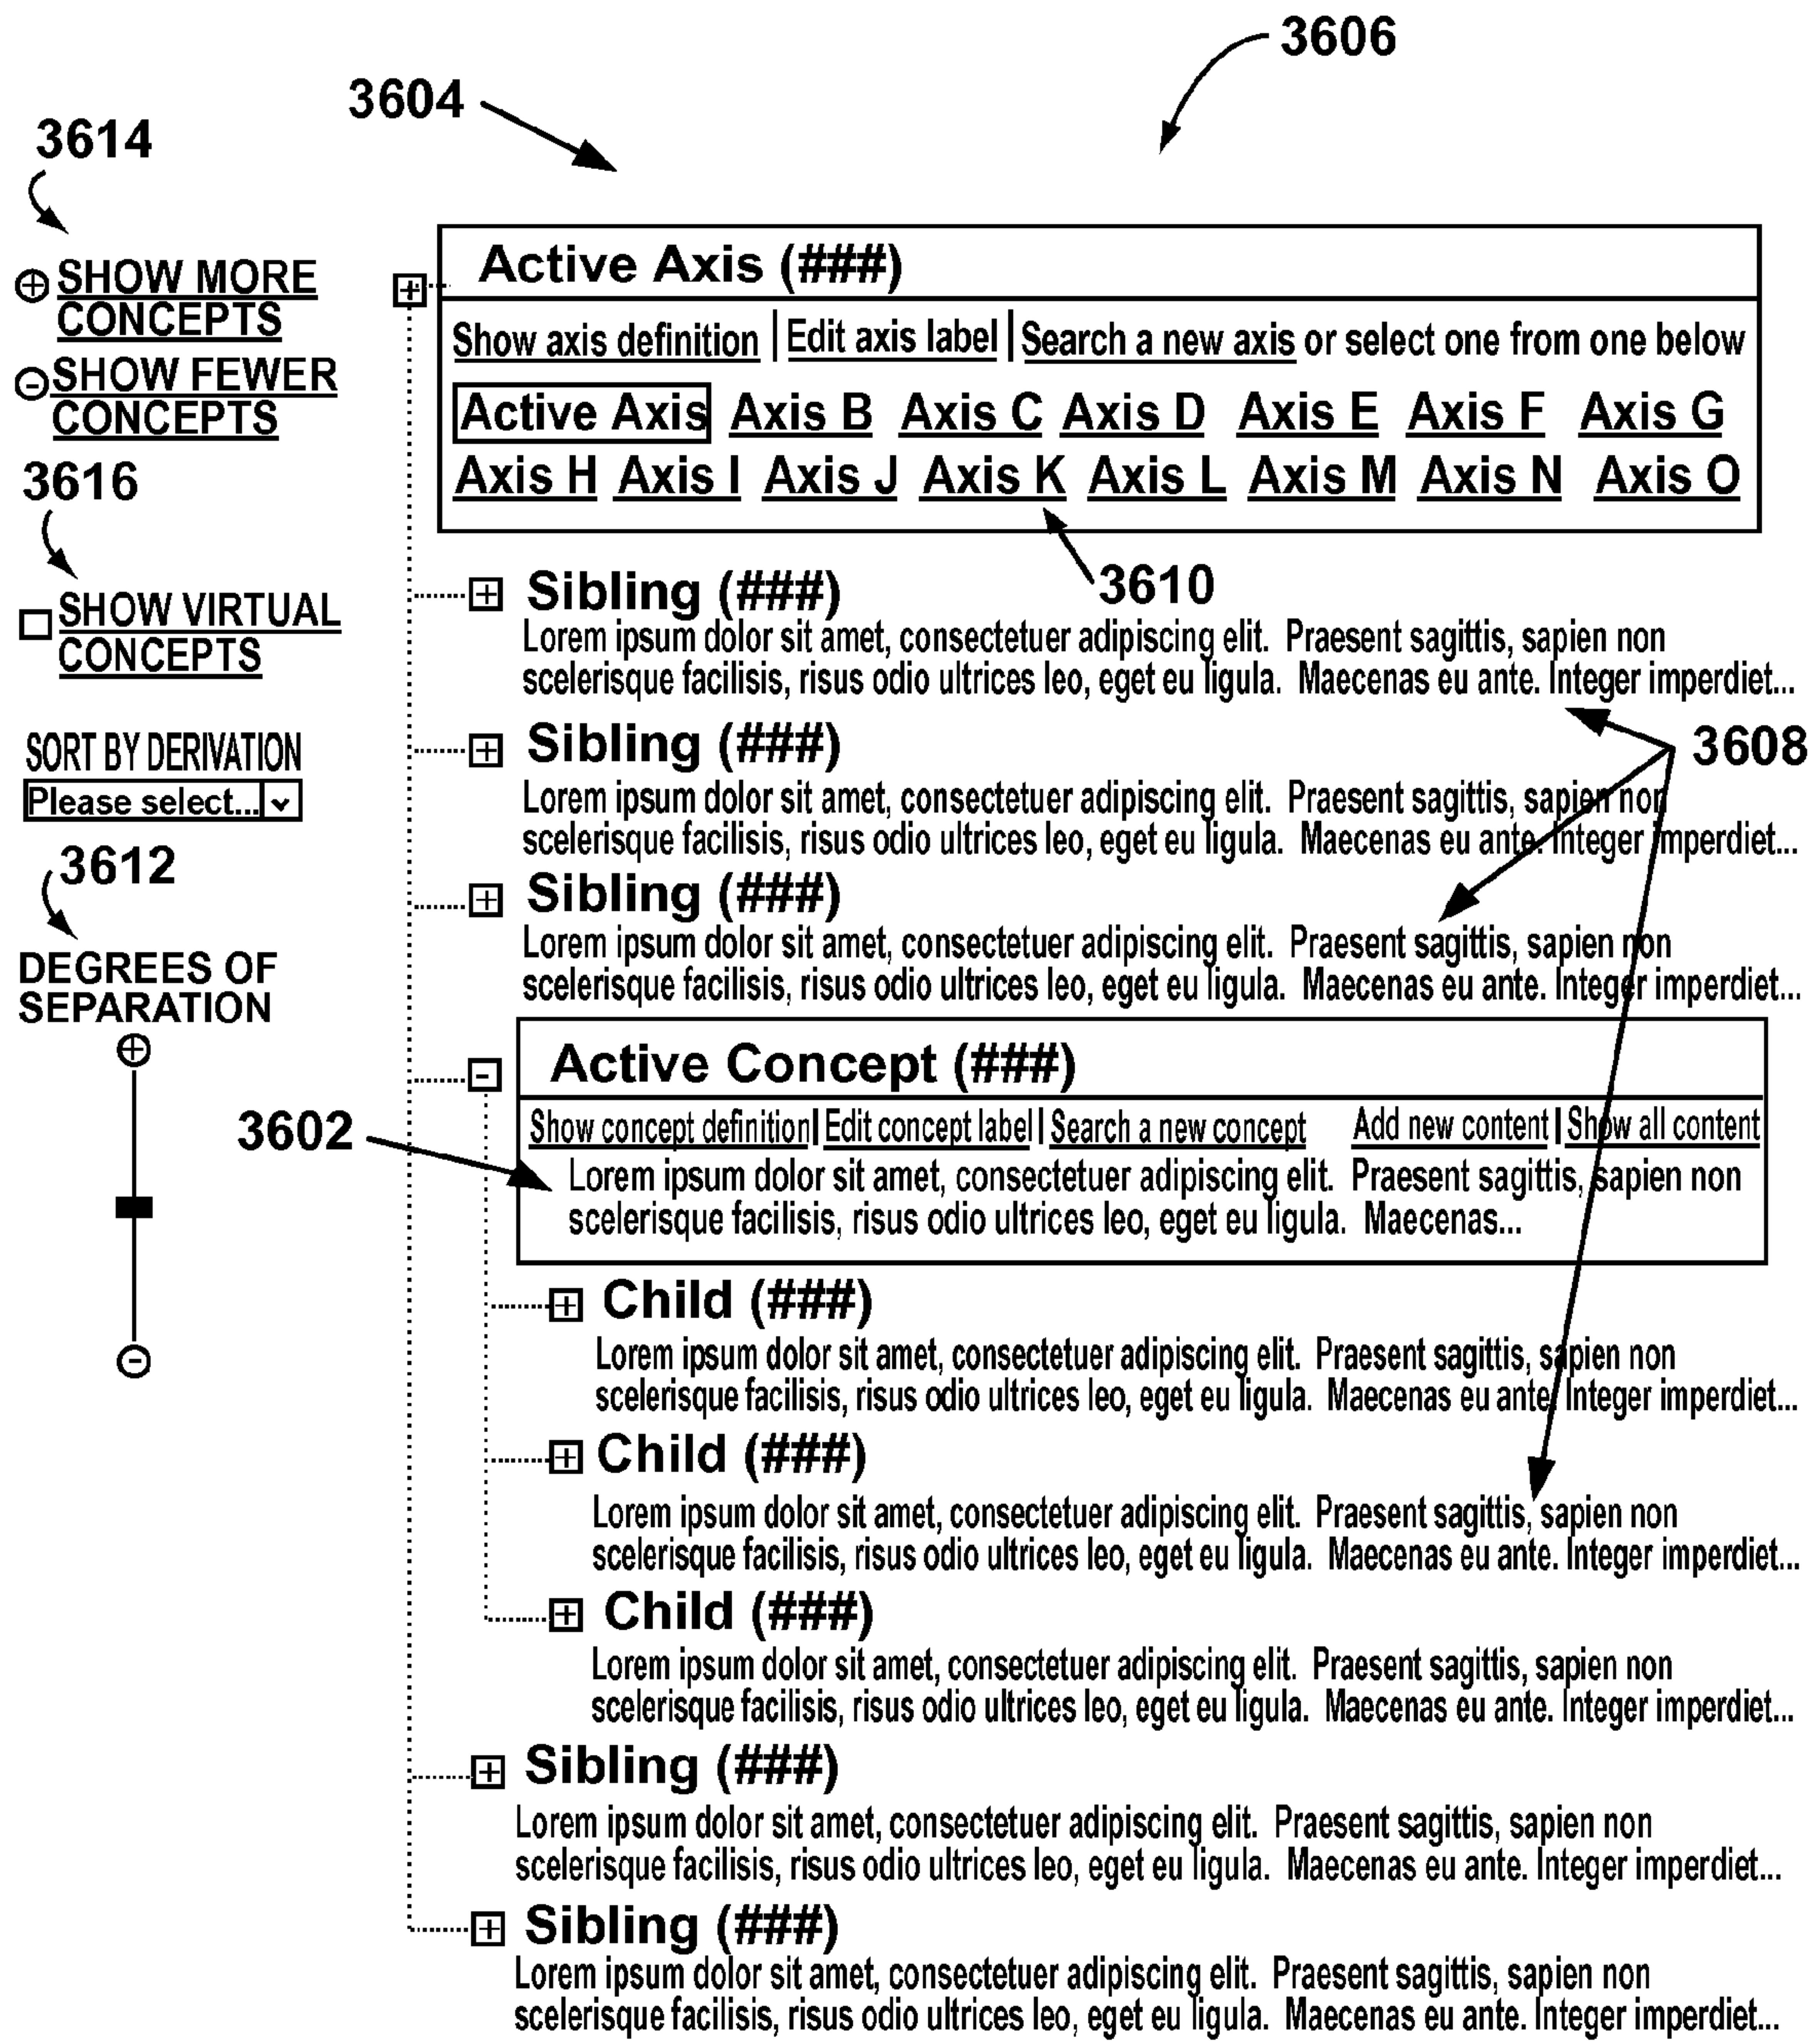 3606
3604
3614
⊕ SHOW MORE
CONCEPTS
⊖ SHOW FEWER
CONCEPTS
3616
SHOW VIRTUAL
CONCEPTS
SORT BY DERIVATION
Please select...
3612
DEGREES OF
SEPARATION
+
-
Active Axis (###)
Show axis definition | Edit axis label | Search a new axis or select one from one below
Active Axis Axis B Axis C Axis D Axis E Axis F Axis G
Axis H Axis I Axis J Axis K Axis L Axis M Axis N Axis O
3610
+ Sibling (###)
Lorem ipsum dolor sit amet, consectetuer adipiscing elit. Praesent sagittis, sapien non
scelerisque facilisis, risus odio ultrices leo, eget eu ligula. Maecenas eu ante. Integer imperdiet...
3608
+ Sibling (###)
Lorem ipsum dolor sit amet, consectetuer adipiscing elit. Praesent sagittis, sapien non
scelerisque facilisis, risus odio ultrices leo, eget eu ligula. Maecenas eu ante. Integer imperdiet...
+ Sibling (###)
Lorem ipsum dolor sit amet, consectetuer adipiscing elit. Praesent sagittis, sapien non
scelerisque facilisis, risus odio ultrices leo, eget eu ligula. Maecenas eu ante. Integer imperdiet...
- Active Concept (###)
3602
Show concept definition | Edit concept label | Search a new concept Add new content | Show all content
Lorem ipsum dolor sit amet, consectetuer adipiscing elit. Praesent sagittis, sapien non
scelerisque facilisis, risus odio ultrices leo, eget eu ligula. Maecenas...
+ Child (###)
Lorem ipsum dolor sit amet, consectetuer adipiscing elit. Praesent sagittis, sapien non
scelerisque facilisis, risus odio ultrices leo, eget eu ligula. Maecenas eu ante. Integer imperdiet...
+ Child (###)
Lorem ipsum dolor sit amet, consectetuer adipiscing elit. Praesent sagittis, sapien non
scelerisque facilisis, risus odio ultrices leo, eget eu ligula. Maecenas eu ante. Integer imperdiet...
+ Child (###)
Lorem ipsum dolor sit amet, consectetuer adipiscing elit. Praesent sagittis, sapien non
scelerisque facilisis, risus odio ultrices leo, eget eu ligula. Maecenas eu ante. Integer imperdiet...
+ Sibling (###)
Lorem ipsum dolor sit amet, consectetuer adipiscing elit. Praesent sagittis, sapien non
scelerisque facilisis, risus odio ultrices leo, eget eu ligula. Maecenas eu ante. Integer imperdiet...
+ Sibling (###)
Lorem ipsum dolor sit amet, consectetuer adipiscing elit. Praesent sagittis, sapien non
scelerisque facilisis, risus odio ultrices leo, eget eu ligula. Maecenas eu ante. Integer imperdiet...